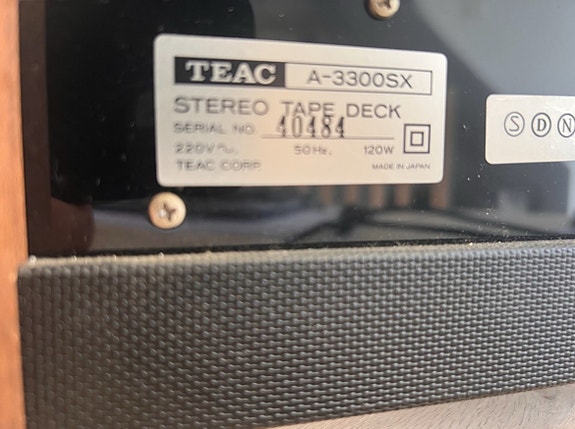 TEAC A-3300SX
STEREO TAPE DECK
SERIAL NO. 40484
220V～. 50Hz. 120W
TEAC CORP. MADE IN JAPAN
S D N